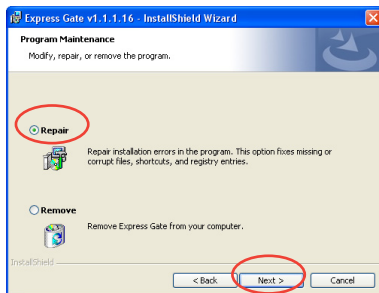 Express Gate v1.1.1.16 - InstallShield Wizard
Program Maintenance
Modify, repair, or remove the program.
Repair
Repair installation errors in the program. This option fixes missing or
corrupt files, shortcuts, and registry entries.
Remove
Remove Express Gate from your computer.
InstallShield
< Back
Next >
Cancel